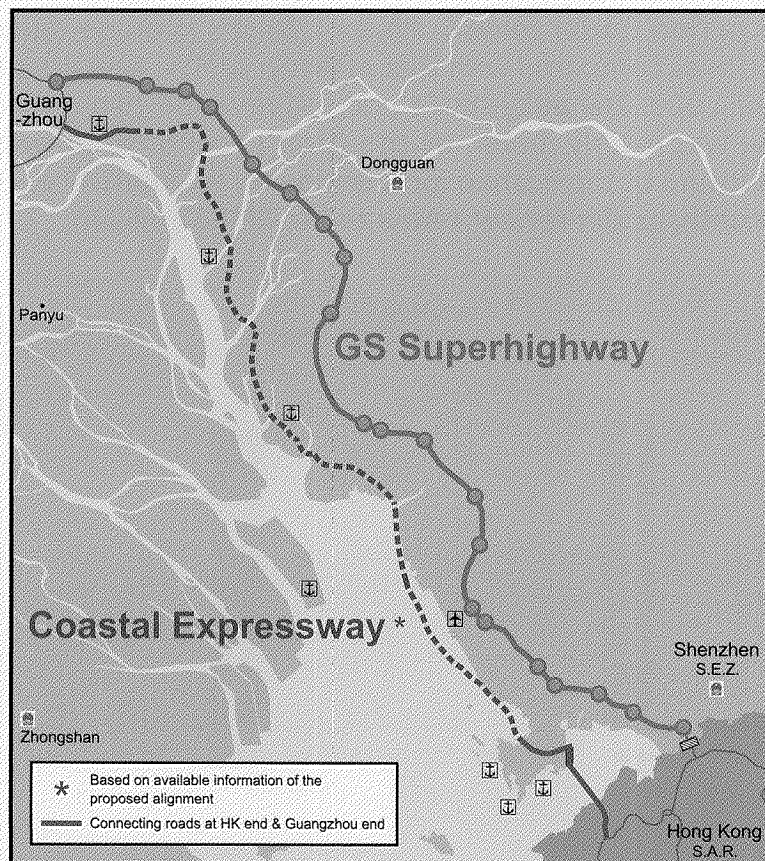 Guang
-zhou
Dongguan
Panyu
GS Superhighway
Coastal Expressway *
Shenzhen
S.E.Z.
Zhongshan
* Based on available information of the
proposed alignment
Connecting roads at HK end & Guangzhou end
Hong Kong
S.A.R.